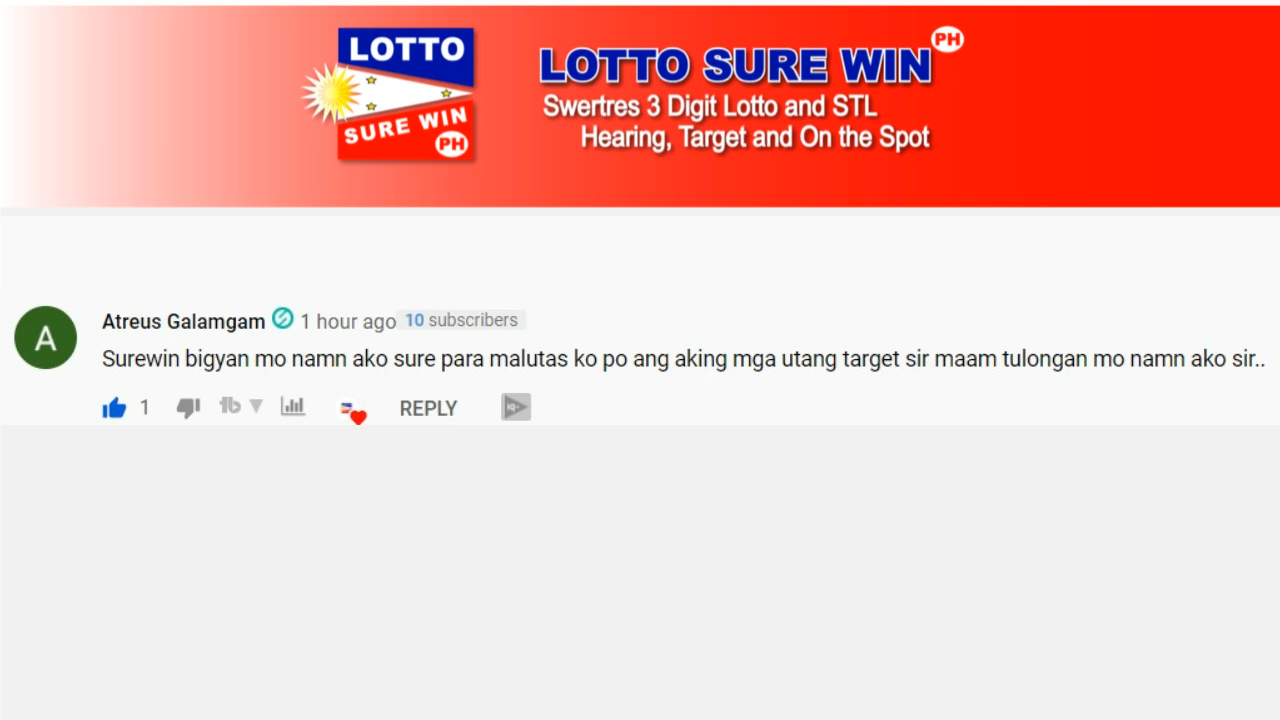 LOTTO
SURE WIN
PH
LOTTO SURE WIN PH
Swertres 3 Digit Lotto and STL
Hearing, Target and On the Spot
A
Atreus Galamgam 1 hour ago 10 subscribers
Surewin bigyan mo namn ako sure para malutas ko po ang aking mga utang target sir maam tulongan mo namn ako sir..
1 tb REPLY IQ+